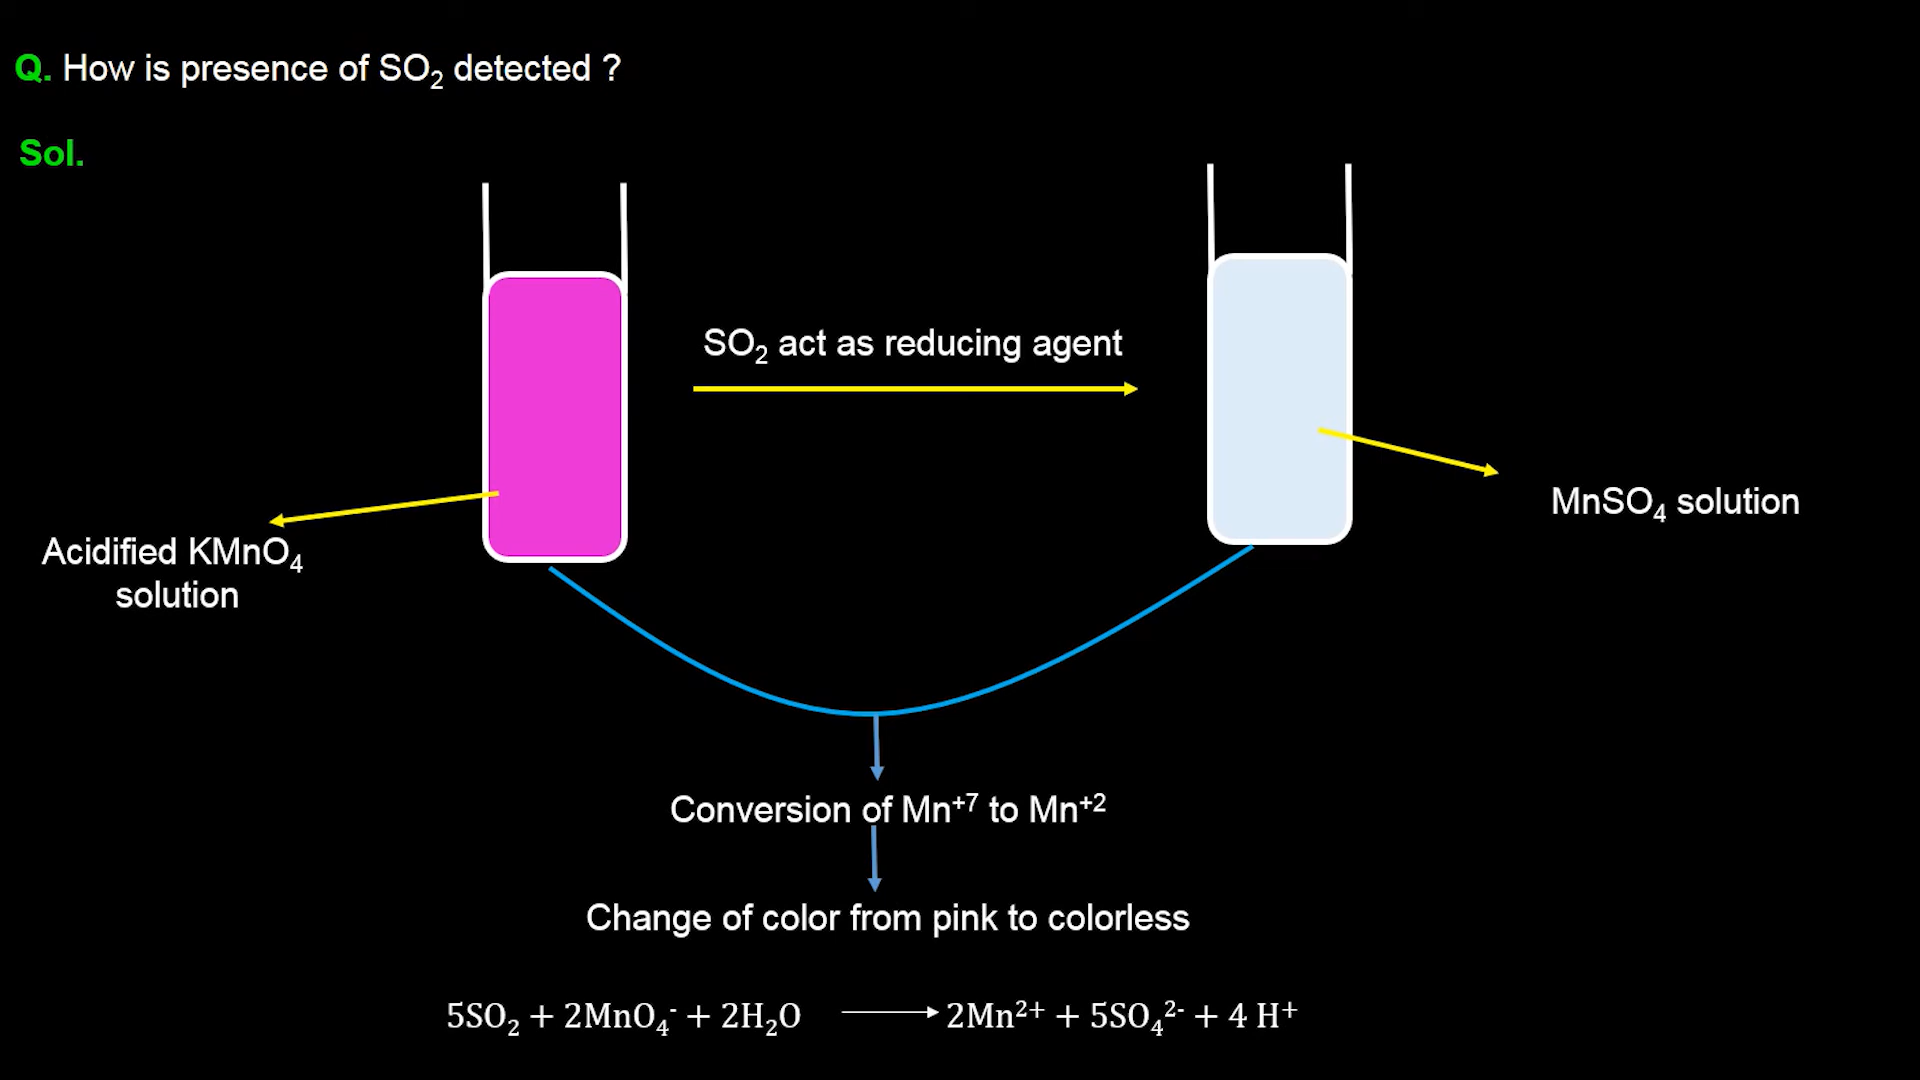 Q. How is presence of SO₂ detected ?
Sol.
SO₂ act as reducing agent
MnSO₄ solution
Acidified KMnO₄
solution
Conversion of Mn⁺⁷ to Mn⁺²
Change of color from pink to colorless
5SO₂ + 2MnO₄⁻ + 2H₂O ⟶ 2Mn²⁺ + 5SO₄²⁻ + 4 H⁺